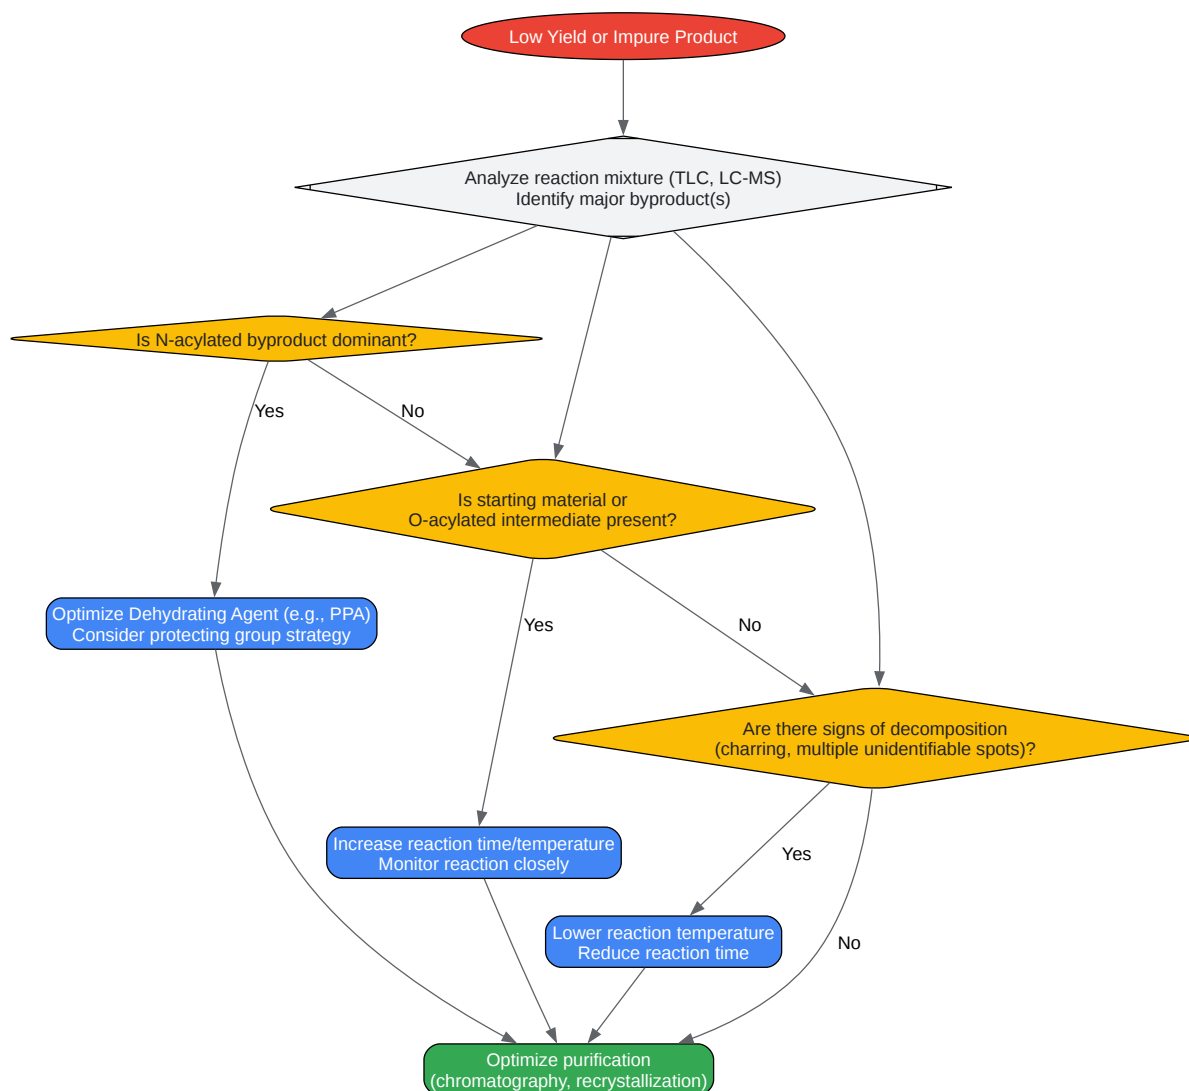 Low Yield or Impure Product
Analyze reaction mixture (TLC, LC-MS)
Identify major byproduct(s)
Is N-acylated byproduct dominant?
Yes
No
Is starting material or
O-acylated intermediate present?
Optimize Dehydrating Agent (e.g., PPA)
Consider protecting group strategy
Yes
No
Are there signs of decomposition
(charring, multiple unidentifiable spots)?
Increase reaction time/temperature
Monitor reaction closely
Yes
Lower reaction temperature
Reduce reaction time
No
Optimize purification
(chromatography, recrystallization)